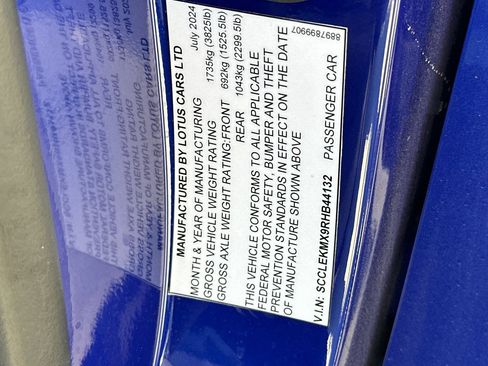 MANUFACTURED BY LOTUS CARS LTD
MONTH & YEAR OF MANUFACTURING July 2024
GROSS VEHICLE WEIGHT RATING 1735kg (3825lb)
GROSS AXLE WEIGHT RATING:FRONT 692kg (1525.5lb)
REAR 1043kg (2299.5lb)
THIS VEHICLE CONFORMS TO ALL APPLICABLE
FEDERAL MOTOR SAFETY, BUMPER AND THEFT
PREVENTION STANDARDS IN EFFECT ON THE DATE
OF MANUFACTURE SHOWN ABOVE
V.I.N: SCCLEKMX9RHB44132 PASSENGER CAR
8897899907